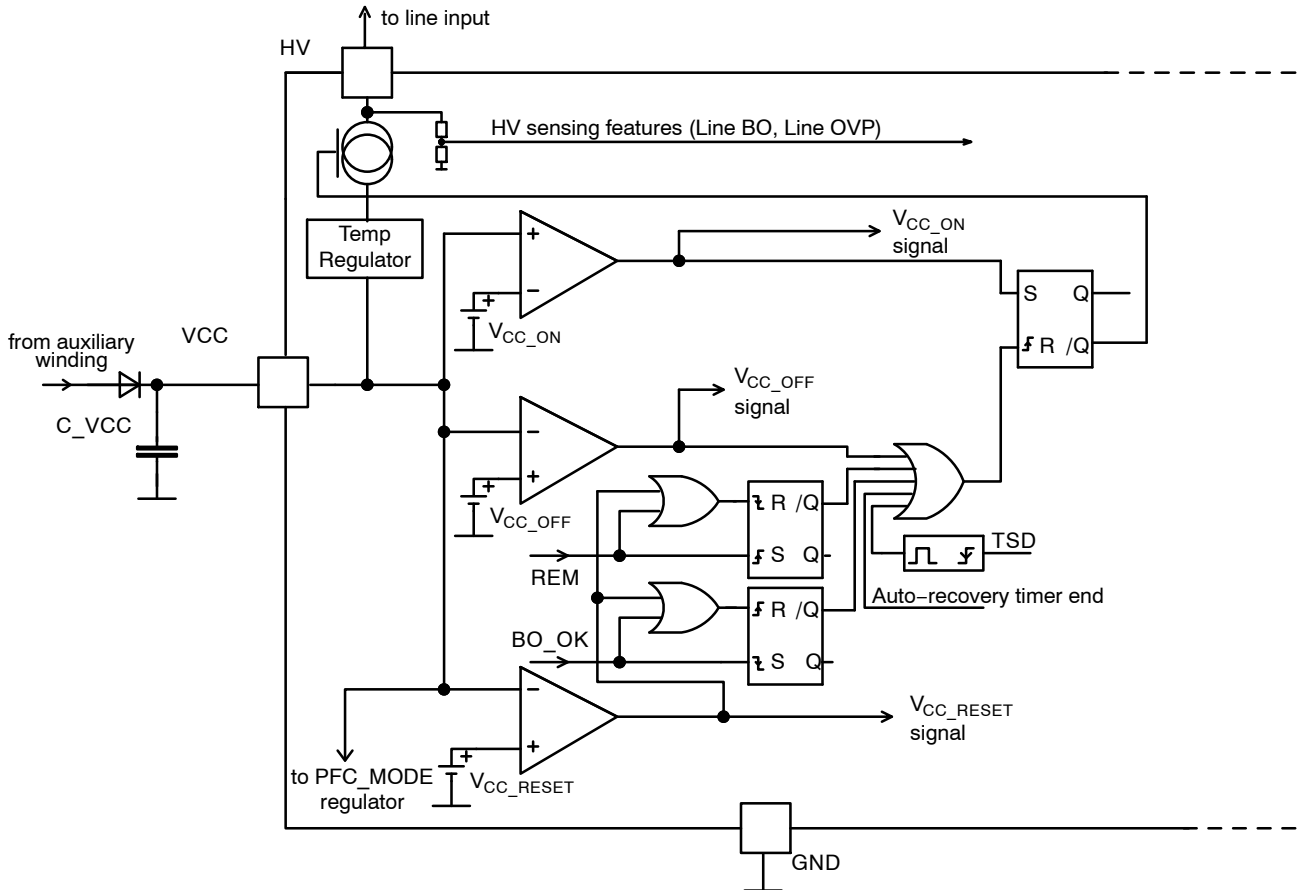 to line input
HV
HV sensing features (Line BO, Line OVP)
Temp
Regulator
+
−
+
VCC_ON
VCC_ON
signal
S Q
R /Q
from auxiliary
winding
VCC
C_VCC
−
+
+
VCC_OFF
VCC_OFF
signal
R /Q
S Q
REM
TSD
Auto−recovery timer end
R /Q
S Q
BO_OK
−
+
+
VCC_RESET
VCC_RESET
signal
to PFC_MODE
regulator
GND